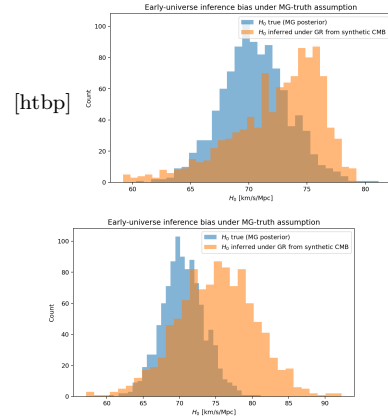 Early-universe inference bias under MG-truth assumption
H₀ true (MG posterior)
H₀ inferred under GR from synthetic CMB
100
80
60
40
20
0
Count
60 65 70 75 80
H₀ [km/s/Mpc]
[htbp]
Early-universe inference bias under MG-truth assumption
H₀ true (MG posterior)
H₀ inferred under GR from synthetic CMB
100
80
60
40
20
0
Count
60 65 70 75 80 85 90
H₀ [km/s/Mpc]